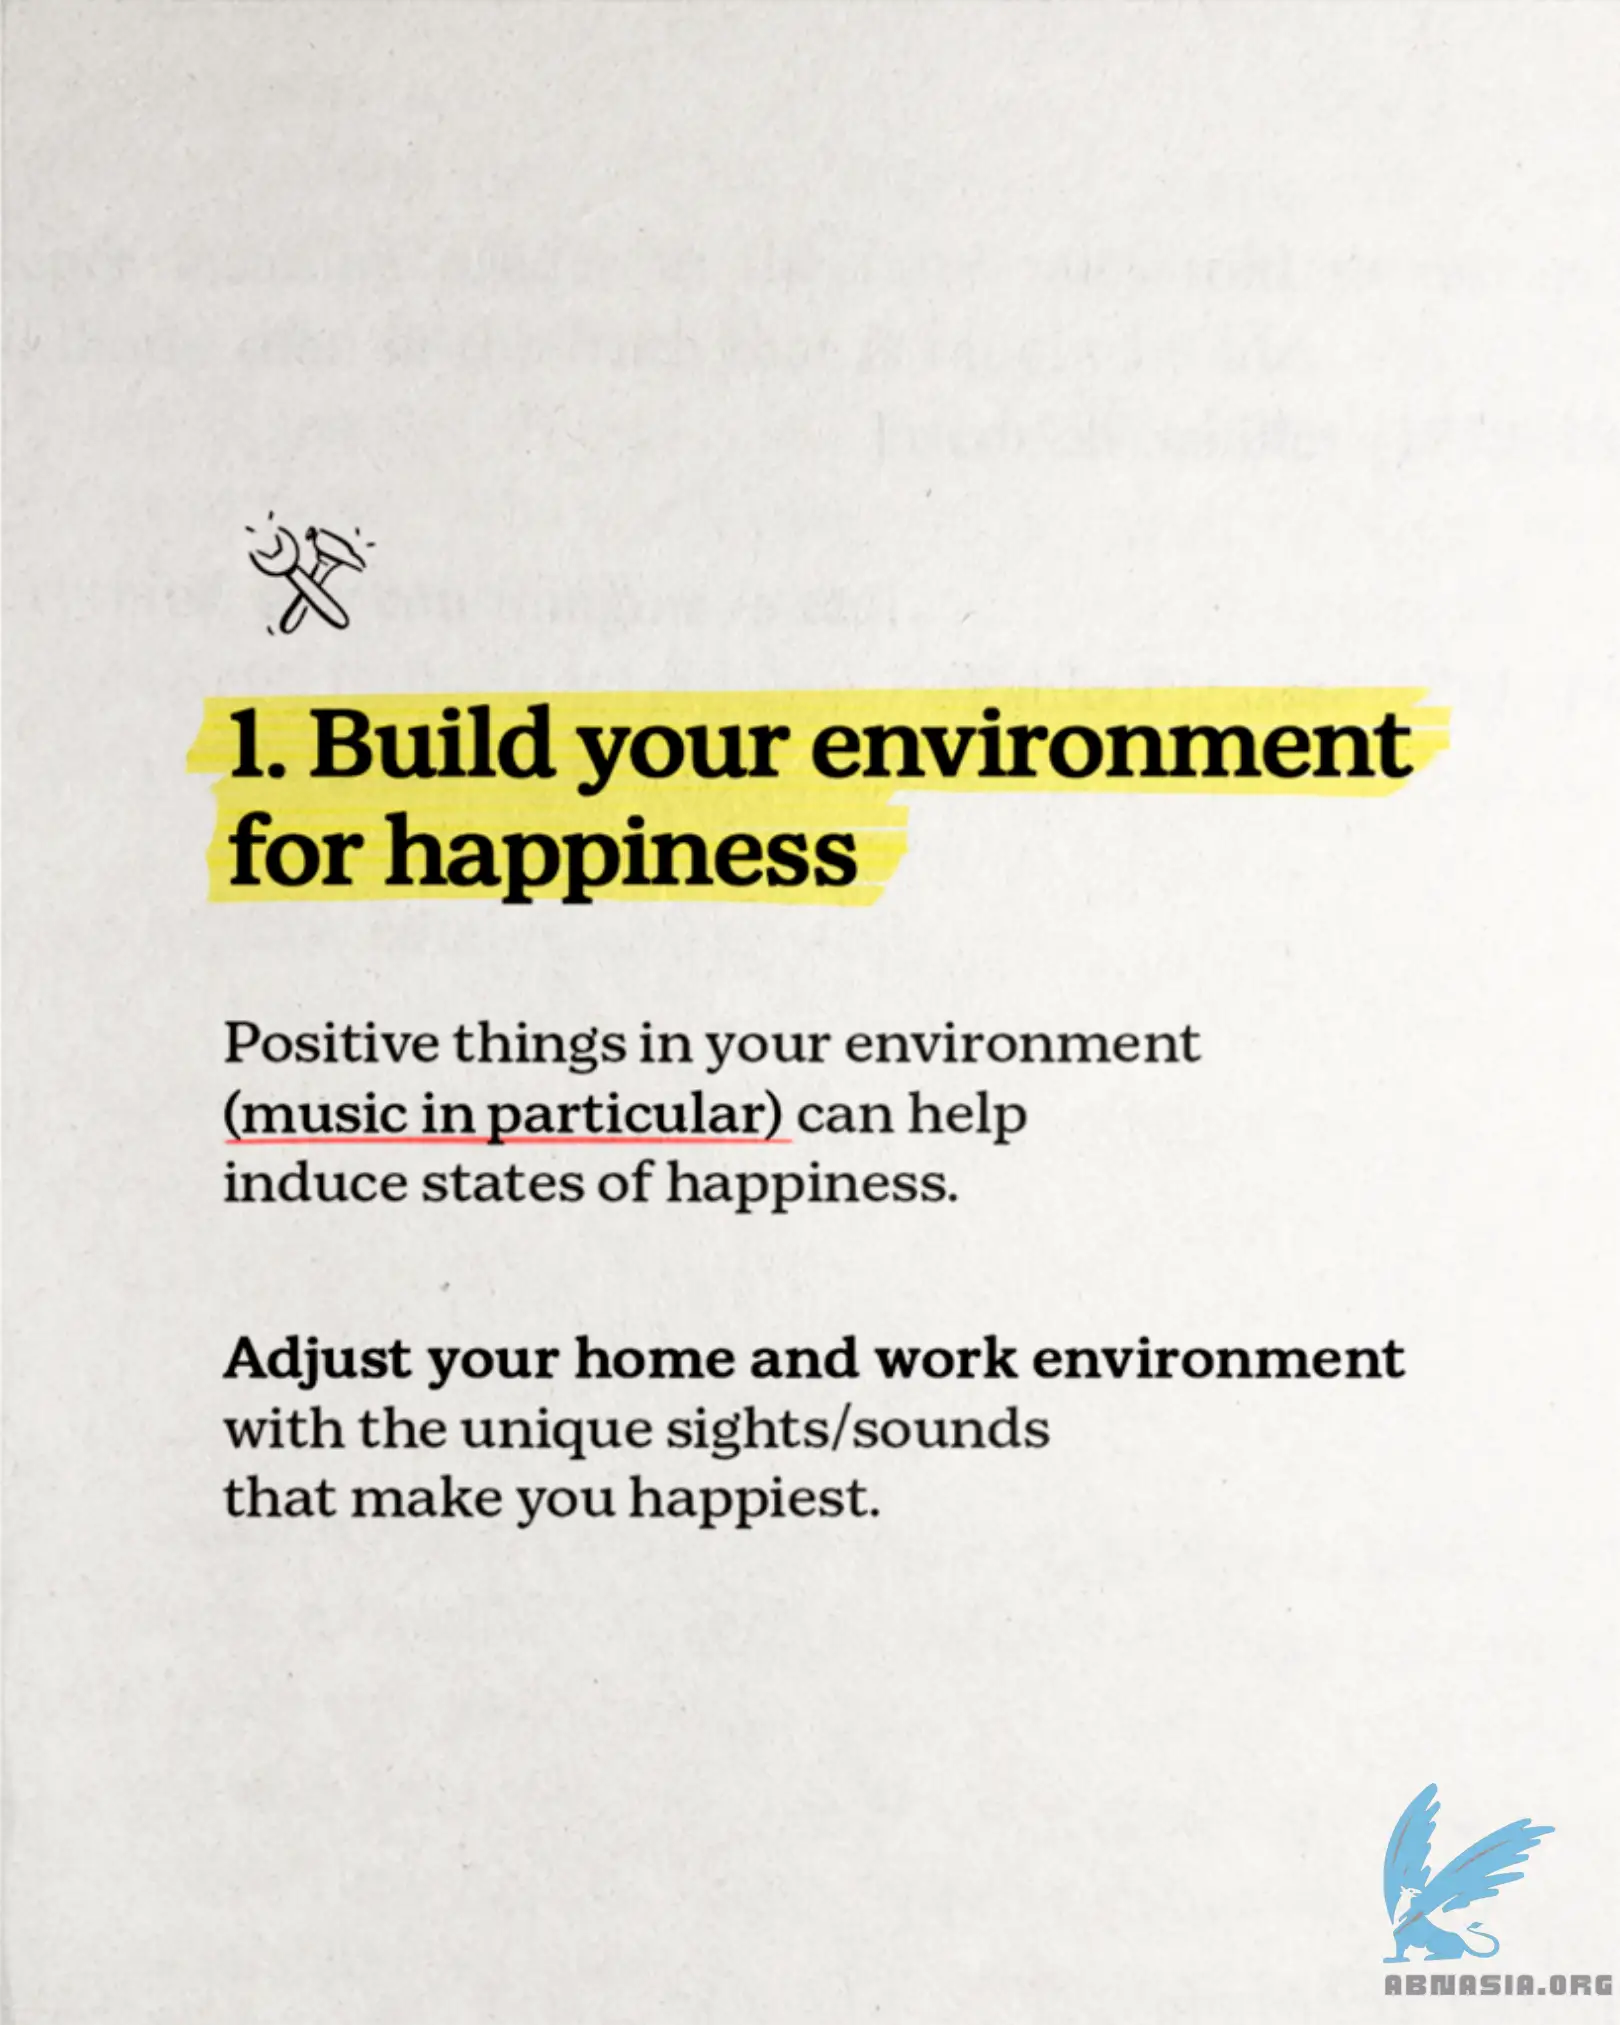 1. Build your environment
for happiness
Positive things in your environment
(music in particular) can help
induce states of happiness.
Adjust your home and work environment
with the unique sights/sounds
that make you happiest.
ABNASIA.ORG